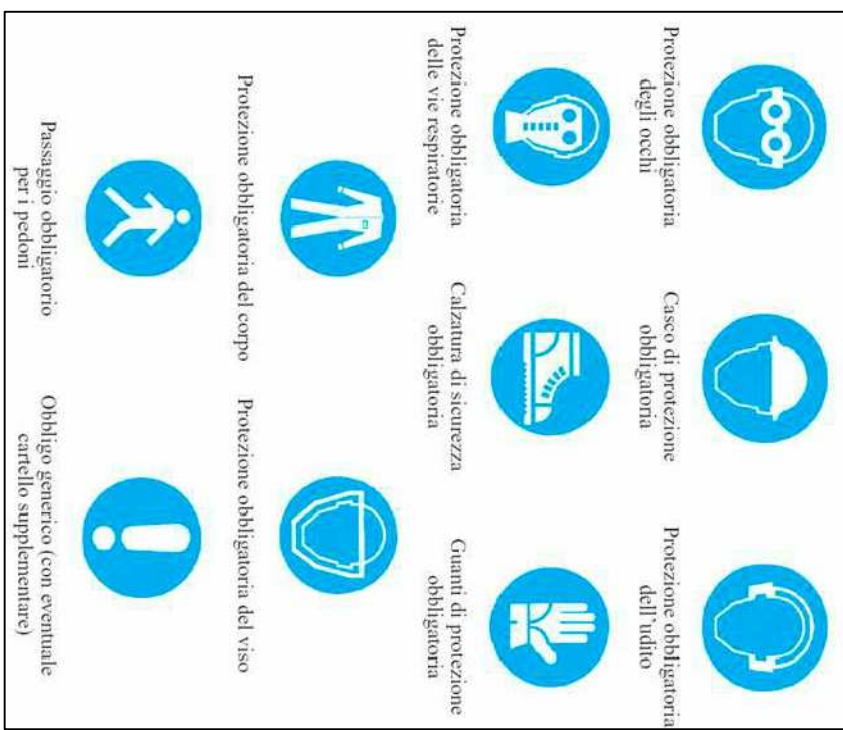 Protezione obbligatoria
degli occhi
Casco di protezione
obbligatoria
Protezione obbligatoria
dell'udito
Protezione obbligatoria
delle vie respiratorie
Calzatura di sicurezza
obbligatoria
Guanti di protezione
obbligatoria
Protezione obbligatoria del corpo
Protezione obbligatoria del viso
Passaggio obbligatorio
per i pedoni
Obbligo generico (con eventuale
cartello supplementare)